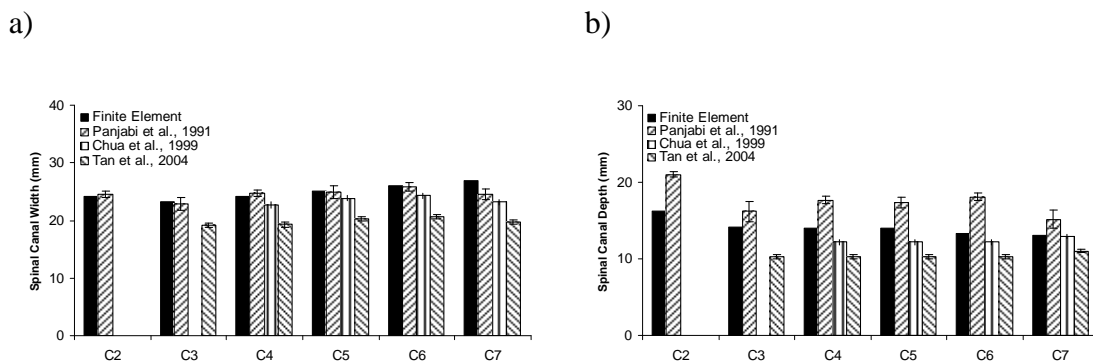 a)
40
30
20
10
0
Spinal Canal Width (mm)
Finite Element
Panjabi et al., 1991
Chua et al., 1999
Tan et al., 2004
C2 C3 C4 C5 C6 C7
b)
30
20
10
0
Spinal Canal Depth (mm)
Finite Element
Panjabi et al., 1991
Chua et al., 1999
Tan et al., 2004
C2 C3 C4 C5 C6 C7